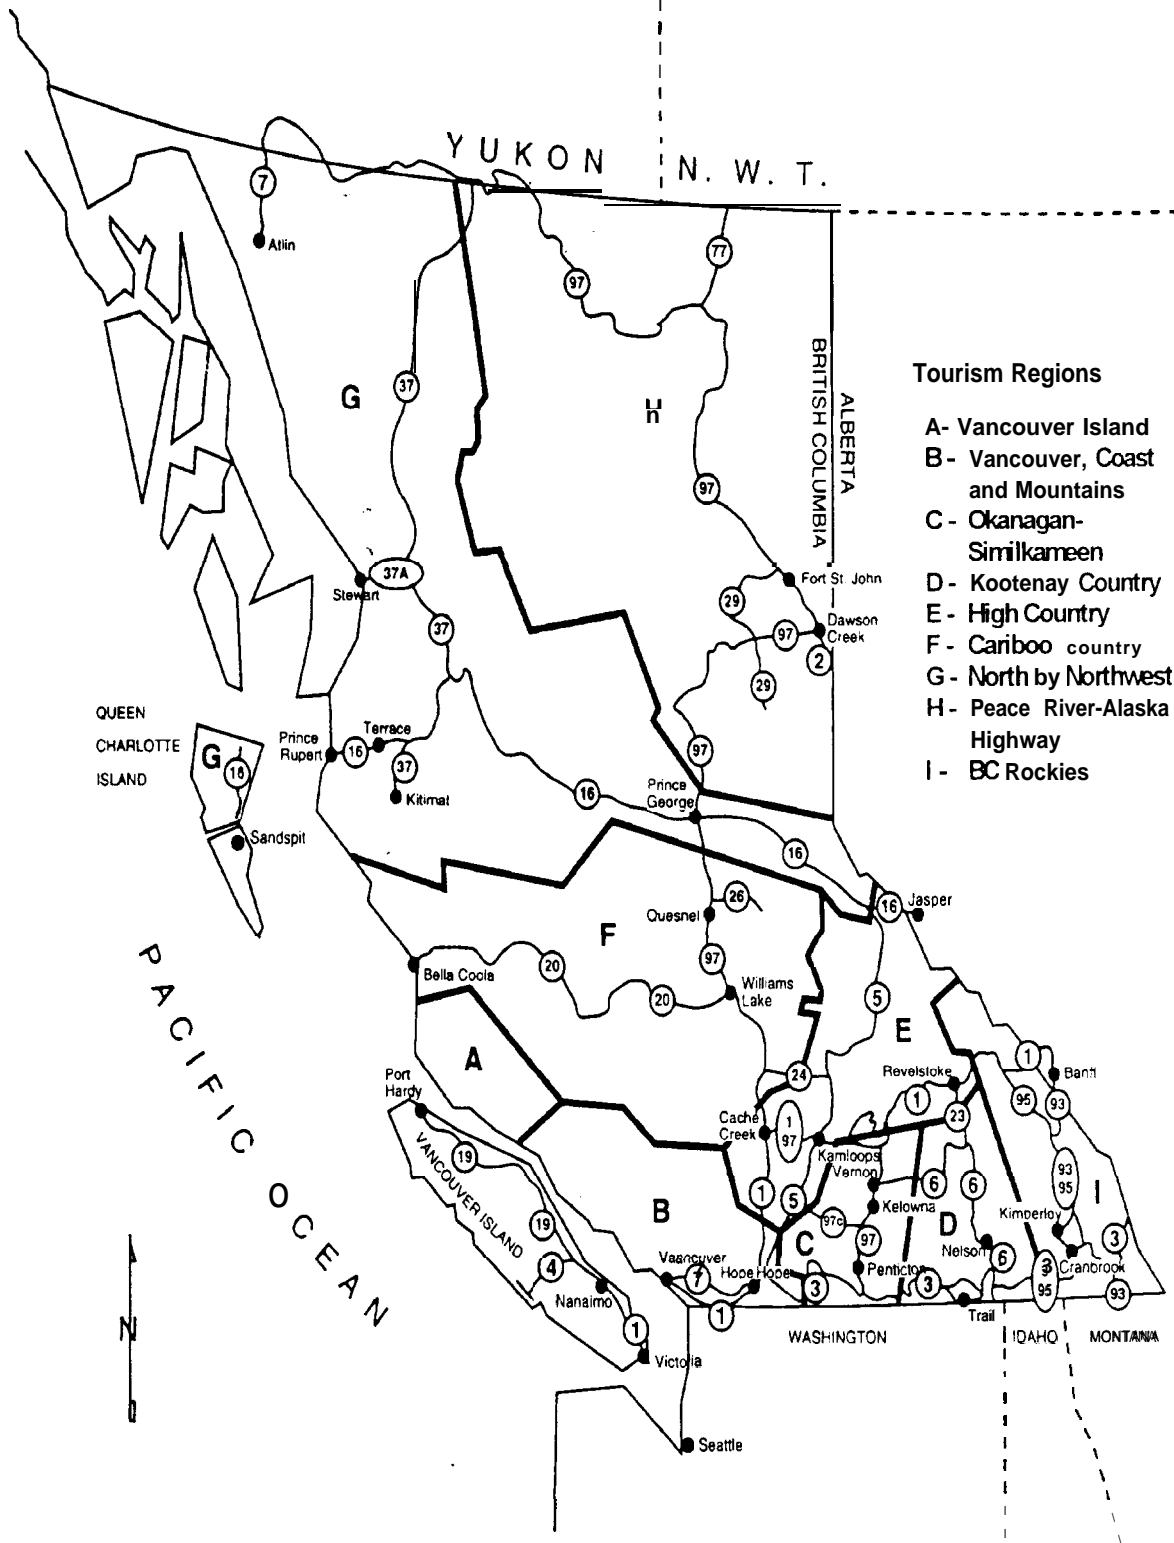 YUKON
N. W. T.
7
Atlin
97
77
37
G
h
BRITISH COLUMBIA
ALBERTA
Tourism Regions
A- Vancouver Island
B - Vancouver, Coast
and Mountains
C - Okanagan-
Similkameen
D - Kootenay Country
E - High Country
F - Cariboo country
G - North by Northwest
H - Peace River-Alaska
Highway
I - BC Rockies
97
37A
Stewart
Fort St. John
29
37
97
Dawson
Creek
2
29
QUEEN
CHARLOTTE
ISLAND
G
16
Prince
Rupert
16
Terrace
37
Kitimat
97
Prince
George
16
16
Sandspit
16
Jasper
26
Quesnel
F
97
Bella Coola
20
20
Williams
Lake
5
E
A
PACIFIC OCEAN
Port
Hardy
24
Revelstoke
1
Banff
1
95
93
23
Cache
Creek
1
97
Kamloops
Vernon
VANCOUVER ISLAND
19
19
B
1
5
6
6
93
95
I
97c
Kelowna
D
Kimberley
C
97
Nelson
6
3
4
Vaancuver
7
Hope Hope
3
Penticton
3
3
95
Cranbrook
93
Nanaimo
1
1
Trail
WASHINGTON
IDAHO
MONTANA
N
Victoria
Seattle